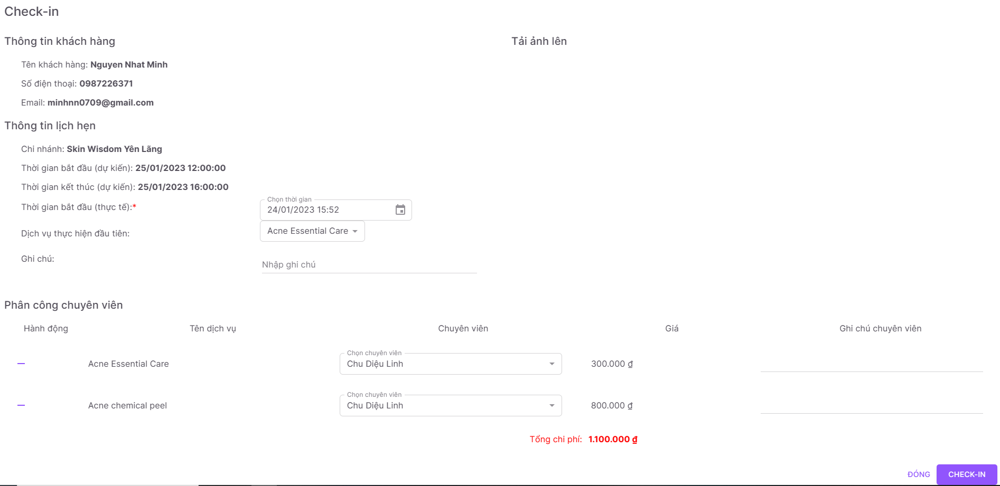 Check-in
Thông tin khách hàng
Tải ảnh lên
Tên khách hàng: Nguyen Nhat Minh
Số điện thoại: 0987226371
Email: minhnn0709@gmail.com
Thông tin lịch hẹn
Chi nhánh: Skin Wisdom Yên Lãng
Thời gian bắt đầu (dự kiến): 25/01/2023 12:00:00
Thời gian kết thúc (dự kiến): 25/01/2023 16:00:00
Thời gian bắt đầu (thực tế):*
Chọn thời gian
24/01/2023 15:52
Dịch vụ thực hiện đầu tiên:
Acne Essential Care
Ghi chú:
Nhập ghi chú
Phân công chuyên viên
Hành động Tên dịch vụ Chuyên viên Giá Ghi chú chuyên viên
Chọn chuyên viên
Acne Essential Care Chu Diệu Linh 300.000 ₫
Chọn chuyên viên
Acne chemical peel Chu Diệu Linh 800.000 ₫
Tổng chi phí: 1.100.000 ₫
ĐÓNG CHECK-IN